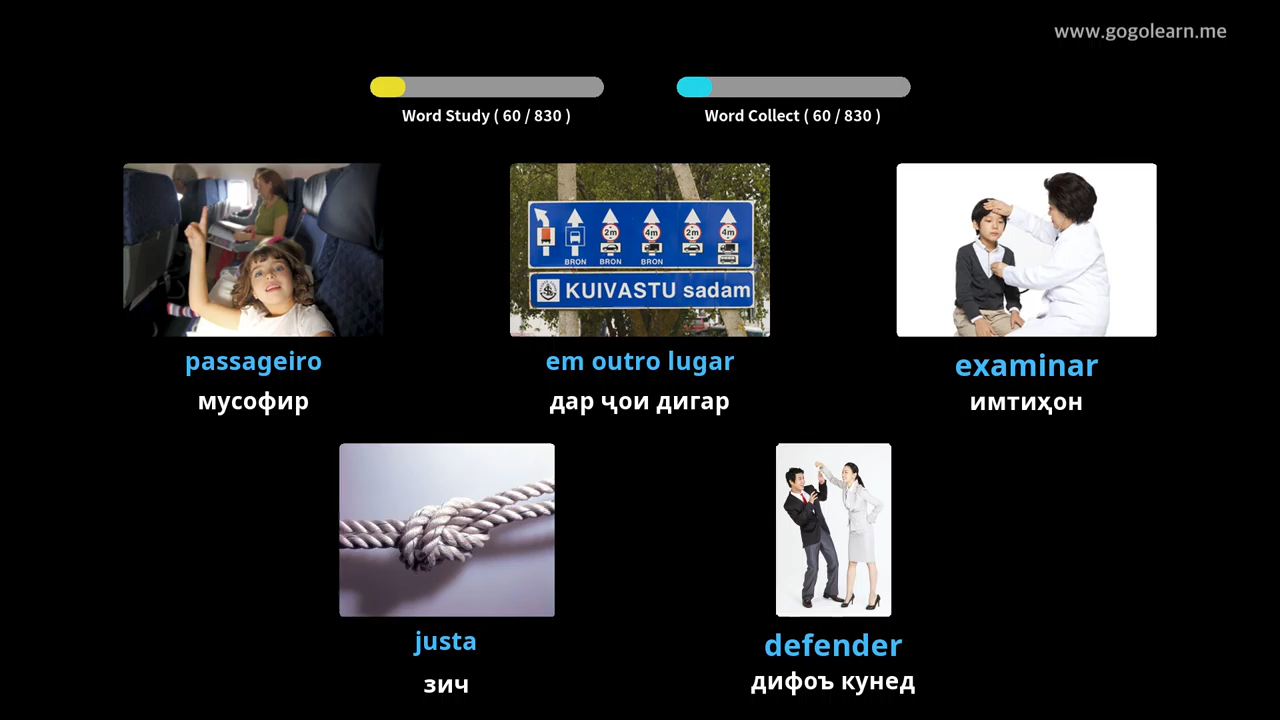 www.gogolearn.me
Word Study ( 60 / 830 )
Word Collect ( 60 / 830 )
2m
4m
2m
4m
BRON
BRON
BRON
KUIVASTU sadam
passageiro
em outro lugar
examinar
мусофир
дар ҷои дигар
имтиҳон
justa
defender
зич
дифоъ кунед